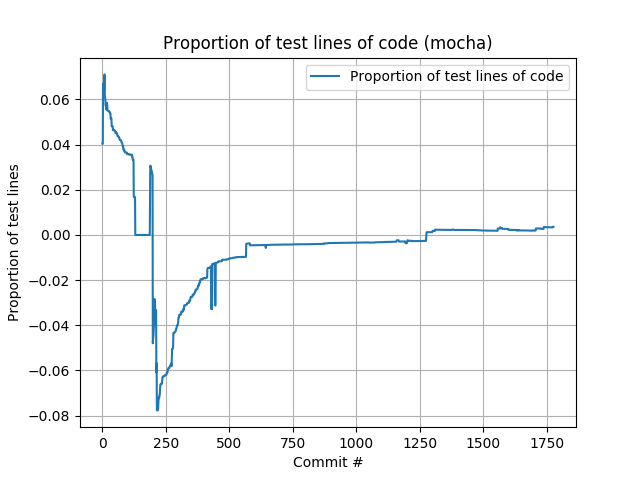 Proportion of test lines of code (mocha)
Proportion of test lines of code
Proportion of test lines
0.06
0.04
0.02
0.00
−0.02
−0.04
−0.06
−0.08
0 250 500 750 1000 1250 1500 1750
Commit #